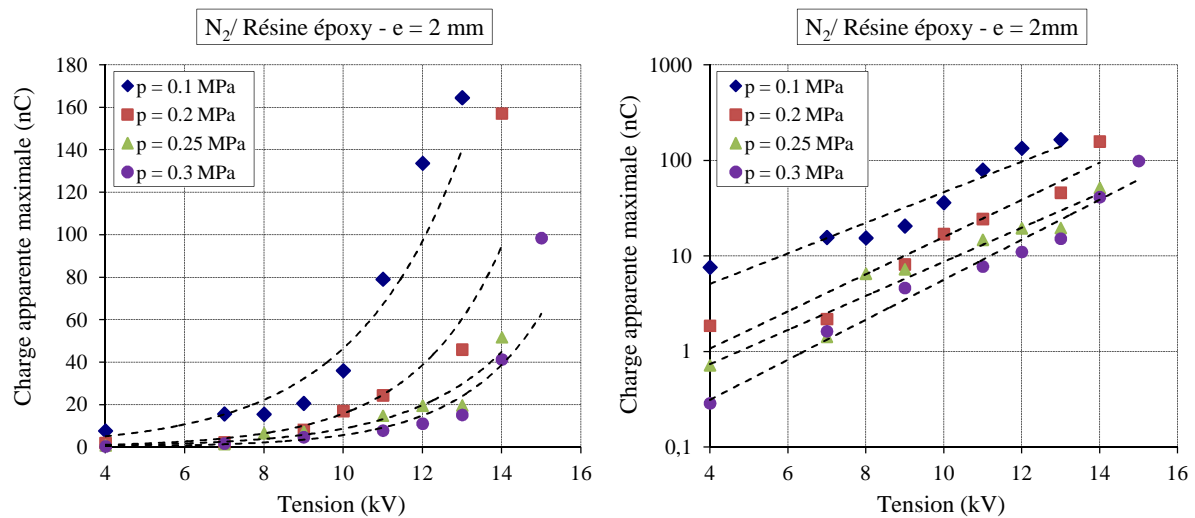 N2/ Résine époxy - e = 2 mm
Charge apparente maximale (nC)
180
160
140
120
100
80
60
40
20
0
p = 0.1 MPa
p = 0.2 MPa
p = 0.25 MPa
p = 0.3 MPa
4 6 8 10 12 14 16
Tension (kV)
N2/ Résine époxy - e = 2mm
Charge apparente maximale (nC)
1000
100
10
1
0,1
p = 0.1 MPa
p = 0.2 MPa
p = 0.25 MPa
p = 0.3 MPa
4 6 8 10 12 14 16
Tension (kV)